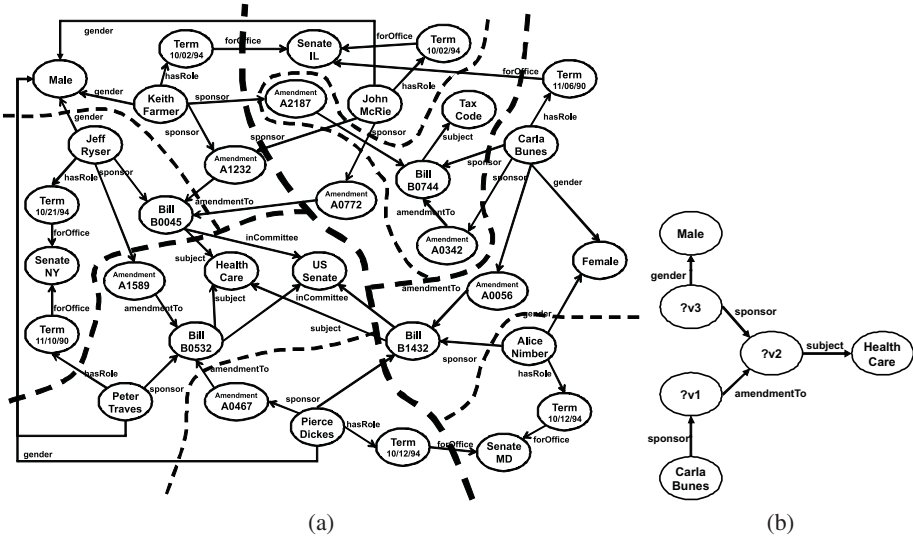 gender
Term
10/02/94
forOffice
Senate
IL
forOffice
Term
10/02/94
forOffice
Term
11/06/90
Male
hasRole
hasRole
gender
Keith
Farmer
sponsor
Amendment
A2187
John
McRie
Tax
Code
hasRole
gender
Jeff
Ryser
sponsor
sponsor
sponsor
subject
Carla
Bunes
hasRole
sponsor
Amendment
A1232
Bill
B0744
sponsor
sponsor
gender
Term
10/21/94
Amendment
A0772
amendmentTo
Bill
B0045
amendmentTo
forOffice
inCommittee
Amendment
A0342
Senate
NY
Amendment
A1589
subject
Health
Care
US
Senate
Female
Amendment
A0056
amendmentTo
forOffice
amendmentTo
subject
inCommittee
Term
11/10/90
Bill
B0532
subject
Bill
B1432
gender
Alice
Nimber
sponsor
hasRole
amendmentTo
hasRole
Peter
Traves
sponsor
Amendment
A0467
sponsor
Pierce
Dickes
hasRole
Term
10/12/94
forOffice
Senate
MD
forOffice
Term
10/12/94
gender
(a)
Male
gender
?v3
sponsor
?v2
subject
Health
Care
?v1
amendmentTo
sponsor
Carla
Bunes
(b)